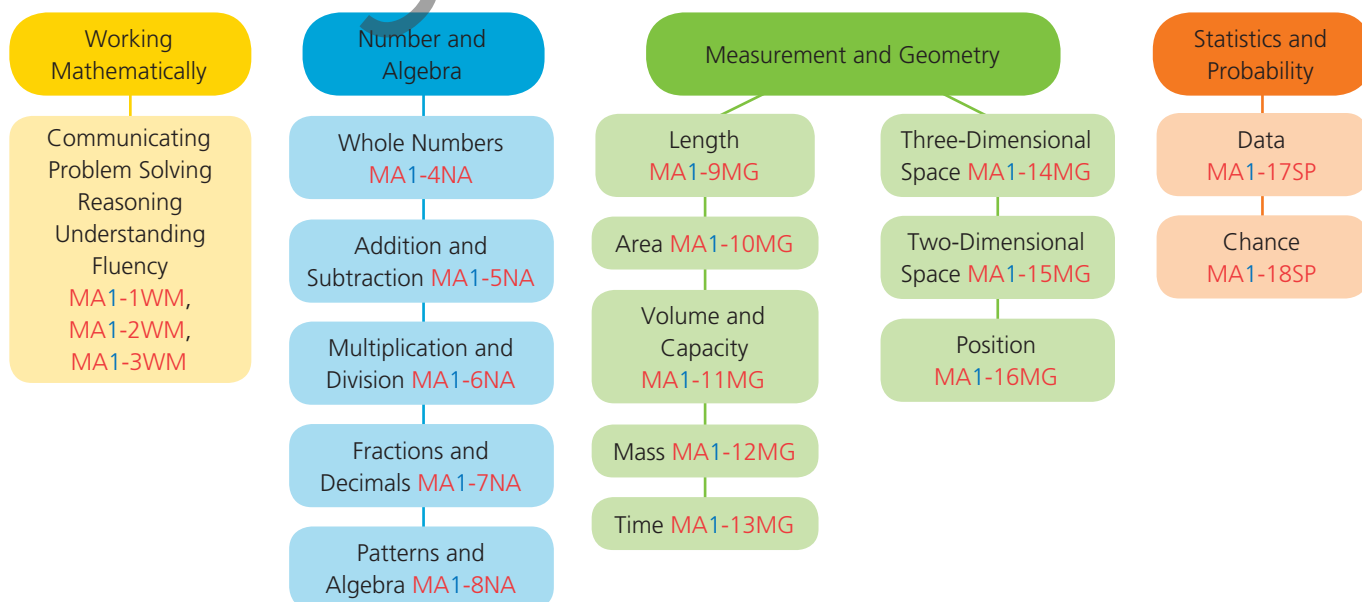 Working
Mathematically
Communicating
Problem Solving
Reasoning
Understanding
Fluency
MA1-1WM,
MA1-2WM,
MA1-3WM
Number and
Algebra
Whole Numbers
MA1-4NA
Addition and
Subtraction MA1-5NA
Multiplication and
Division MA1-6NA
Fractions and
Decimals MA1-7NA
Patterns and
Algebra MA1-8NA
Measurement and Geometry
Length
MA1-9MG
Area MA1-10MG
Volume and
Capacity
MA1-11MG
Mass MA1-12MG
Time MA1-13MG
Three-Dimensional
Space MA1-14MG
Two-Dimensional
Space MA1-15MG
Position
MA1-16MG
Statistics and
Probability
Data
MA1-17SP
Chance
MA1-18SP